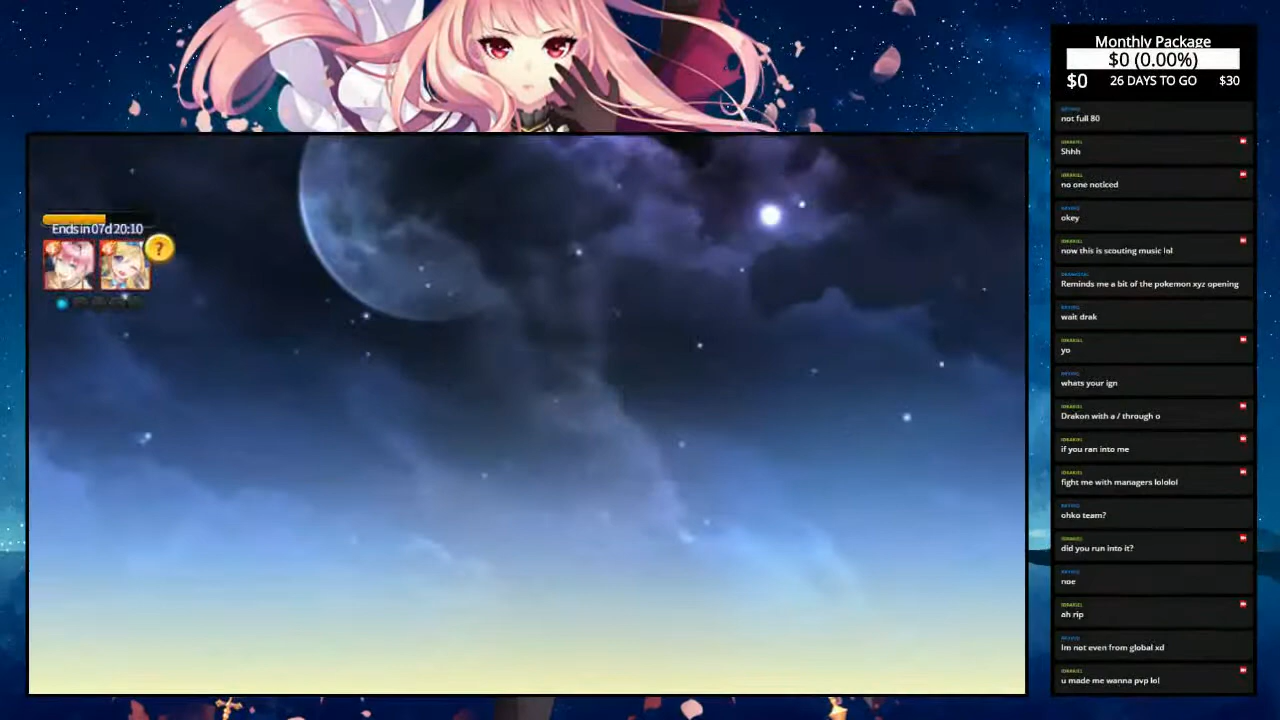 Monthly Package
$0 (0.00%)
$0 26 DAYS TO GO $30
not full 80
Shhh
no one noticed
okey
now this is scouting music lol
Reminds me a bit of the pokemon xyz opening
wait drak
yo
whats your ign
Drakon with a / through o
if you ran into me
fight me with managers lololol
ohko team?
did you run into it?
noe
ah rip
Im not even from global xd
u made me wanna pvp lol
Ends in 07d 20:10
?